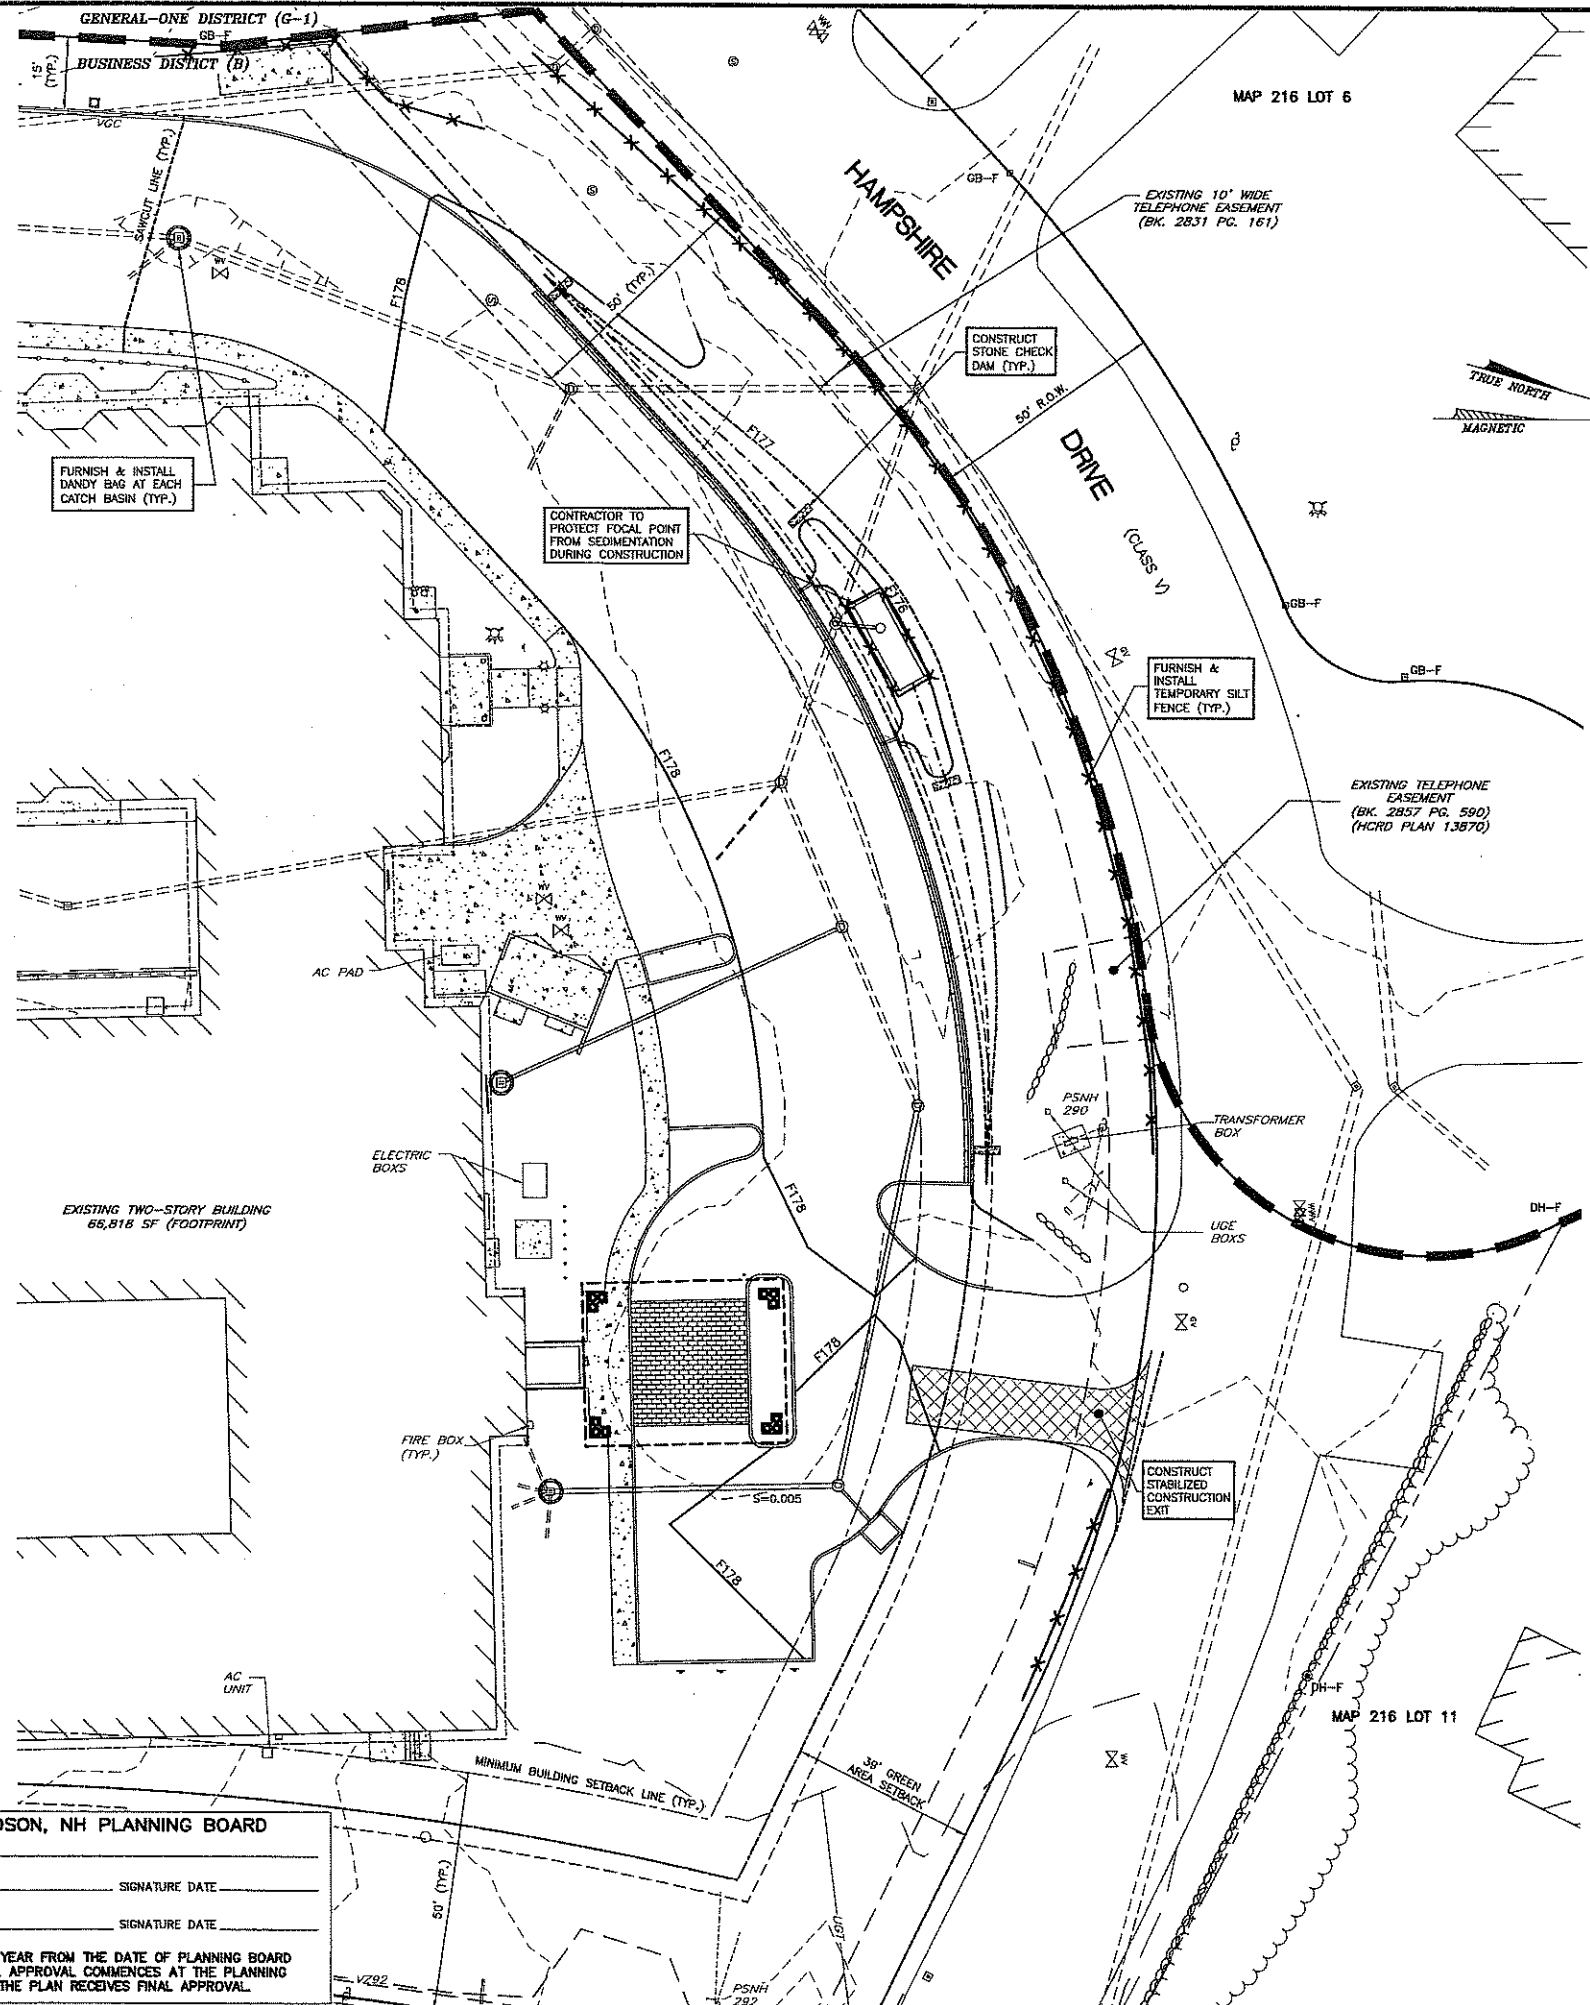 GENERAL-ONE DISTRICT (G-1)
GB-F
BUSINESS DISTICT (B)
15'
(TYP.)
VGC
SAWCUT LINE (TYP.)
WV
F178
50' (TYP.)
WV
MAP 216 LOT 6
HAMPSHIRE
GB-F
EXISTING 10' WIDE
TELEPHONE EASEMENT
(BK. 2831 PG. 161)
CONSTRUCT
STONE CHECK
DAM (TYP.)
TRUE NORTH
MAGNETIC
50' R.O.W.
F177
DRIVE
(CLASS V)
FURNISH & INSTALL
DANDY BAG AT EACH
CATCH BASIN (TYP.)
CONTRACTOR TO
PROTECT FOCAL POINT
FROM SEDIMENTATION
DURING CONSTRUCTION
F176
GB-F
GB-F
FURNISH &
INSTALL
TEMPORARY SILT
FENCE (TYP.)
F178
EXISTING TELEPHONE
EASEMENT
(BK. 2857 PG. 590)
(HCRD PLAN 13870)
WV
WV
AC PAD
PSNH
290
TRANSFORMER
BOX
ELECTRIC
BOXS
F178
EXISTING TWO-STORY BUILDING
66,818 SF (FOOTPRINT)
UGE
BOXS
DH-F
F178
FIRE BOX
(TYP.)
S=0.005
CONSTRUCT
STABILIZED
CONSTRUCTION
EXIT
F178
AC
UNIT
DH-F
MAP 216 LOT 11
MINIMUM BUILDING SETBACK LINE (TYP.)
39' GREEN
AREA SETBACK
DSON, NH PLANNING BOARD
SIGNATURE DATE
SIGNATURE DATE
YEAR FROM THE DATE OF PLANNING BOARD
APPROVAL COMMENCES AT THE PLANNING
THE PLAN RECEIVES FINAL APPROVAL.
50' (TYP.)
VZ92
UGT
PSNH
292